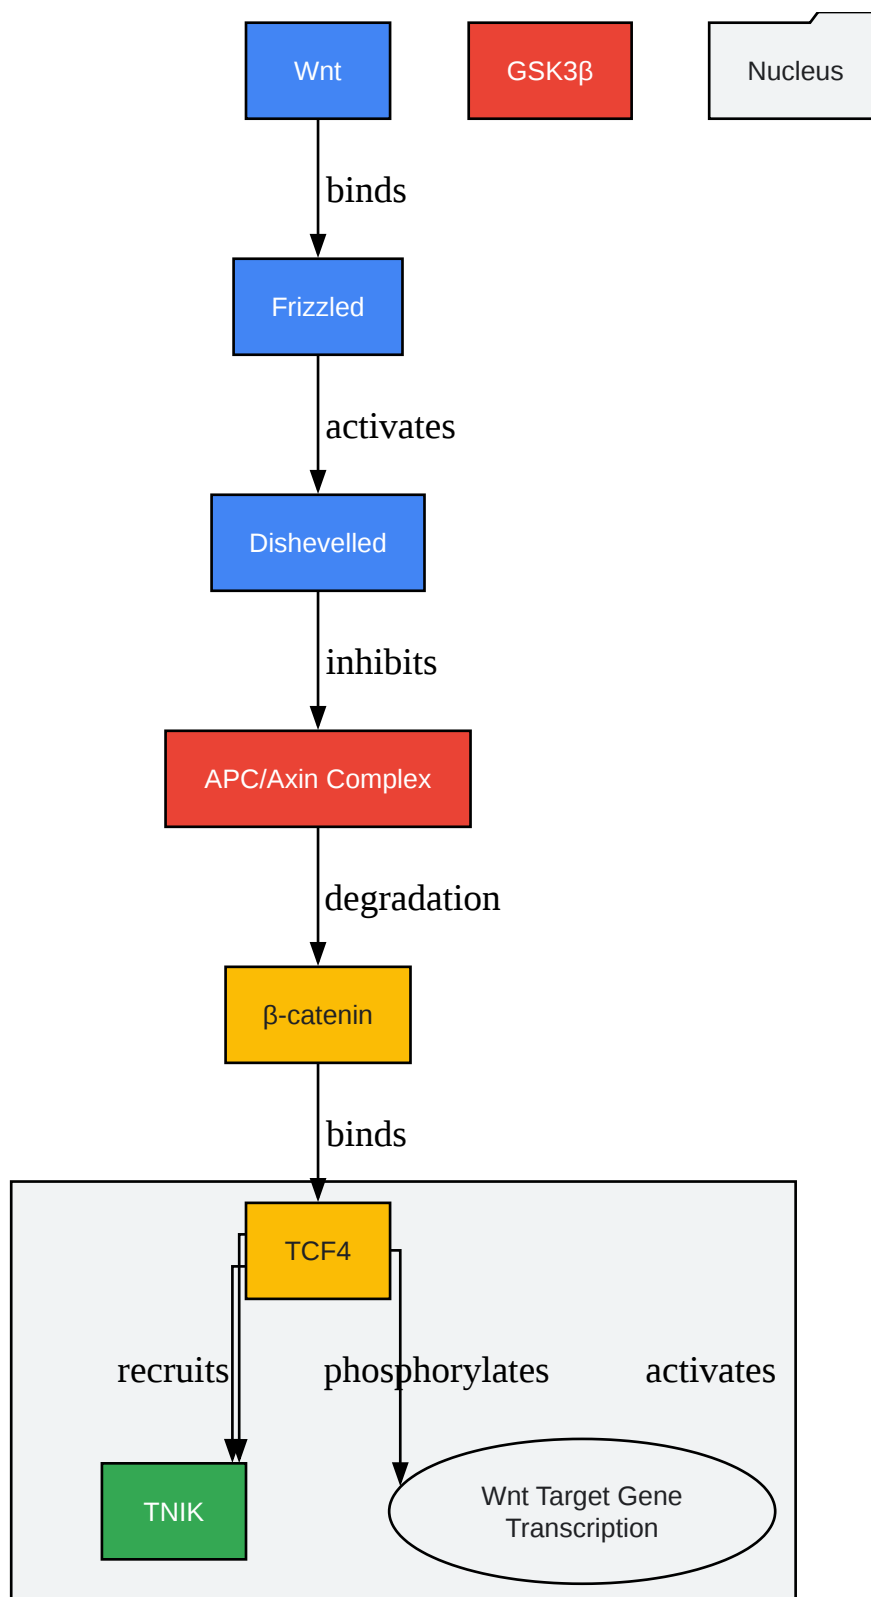 Wnt
GSK3β
Nucleus
binds
Frizzled
activates
Dishevelled
inhibits
APC/Axin Complex
degradation
β-catenin
binds
TCF4
recruits
phosphorylates
activates
TNIK
Wnt Target Gene
Transcription